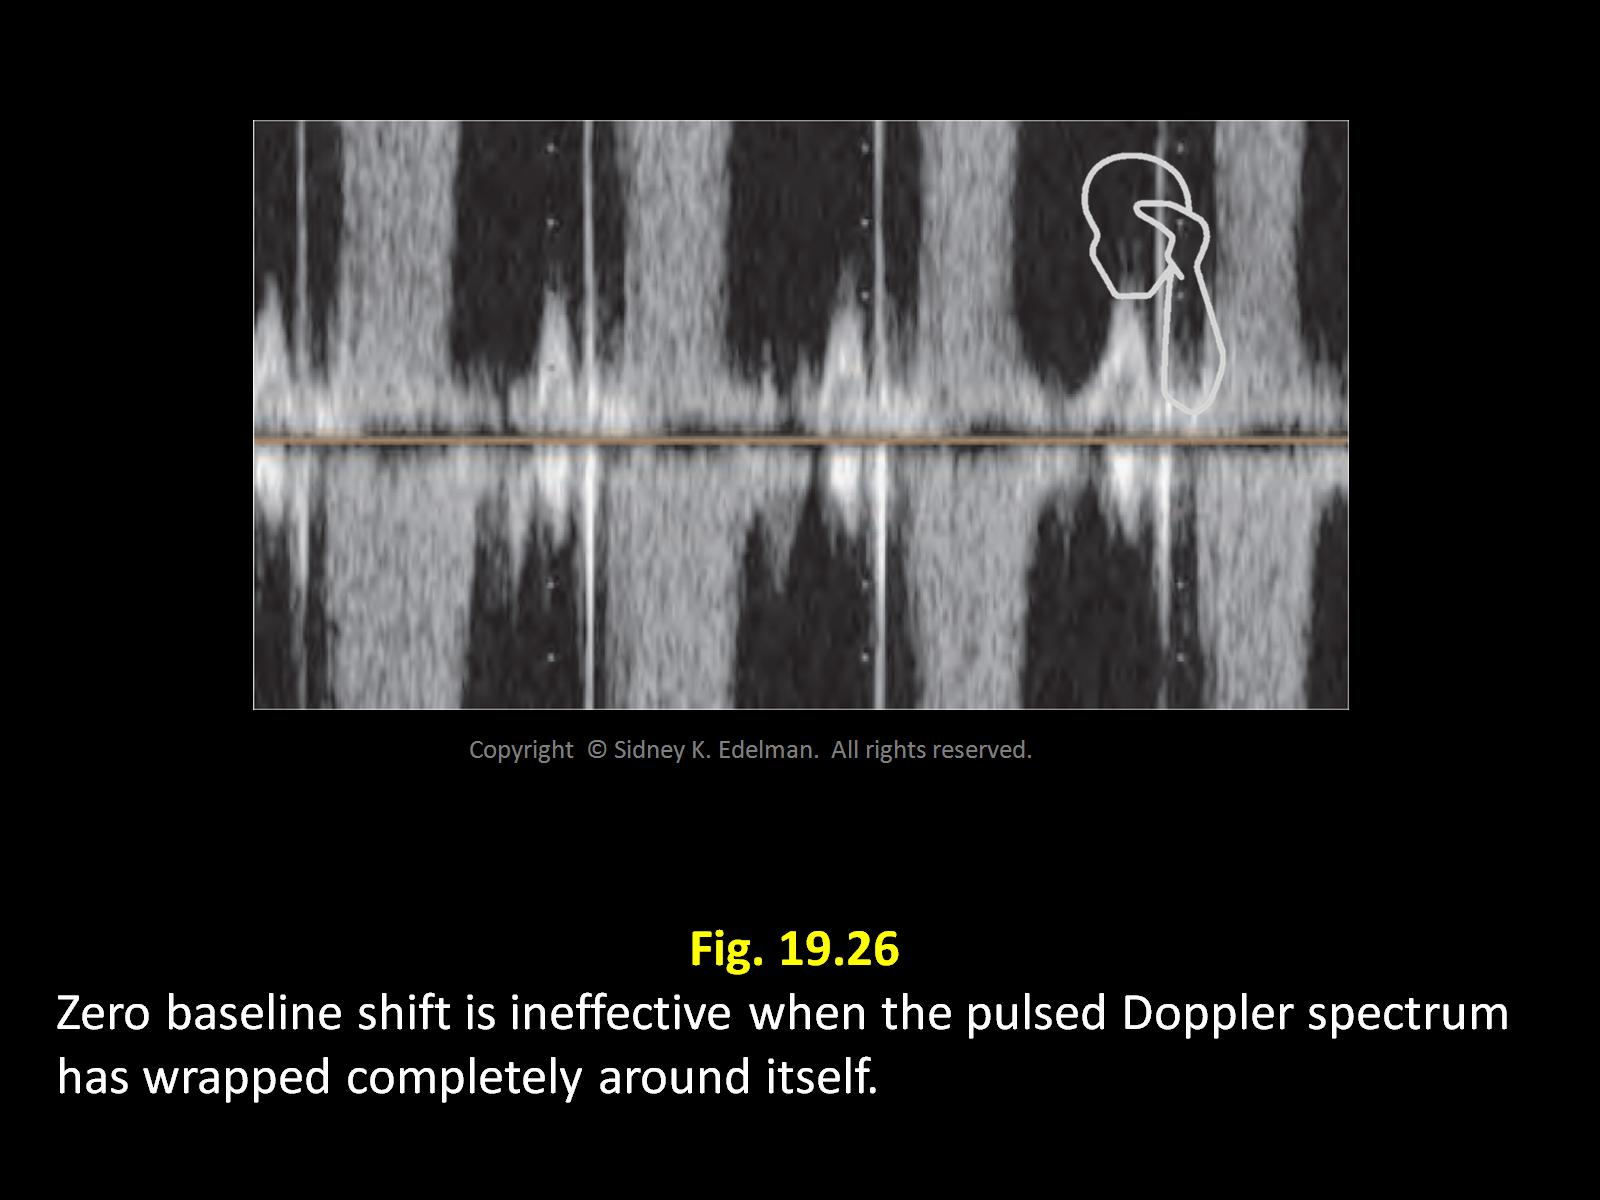 Copyright © Sidney K. Edelman. All rights reserved.
Fig. 19.26
Zero baseline shift is ineffective when the pulsed Doppler spectrum
has wrapped completely around itself.